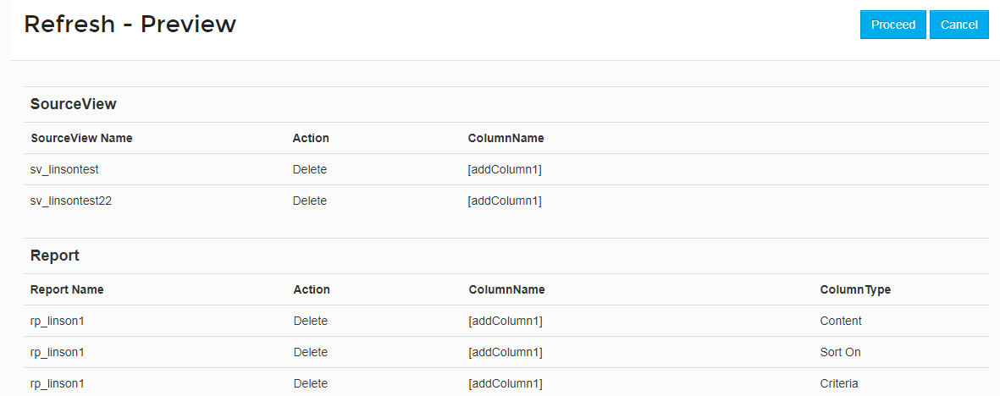 Refresh - Preview
Proceed Cancel
SourceView
SourceView Name Action ColumnName
sv_linsontest Delete [addColumn1]
sv_linsontest22 Delete [addColumn1]
Report
Report Name Action ColumnName ColumnType
rp_linson1 Delete [addColumn1] Content
rp_linson1 Delete [addColumn1] Sort On
rp_linson1 Delete [addColumn1] Criteria